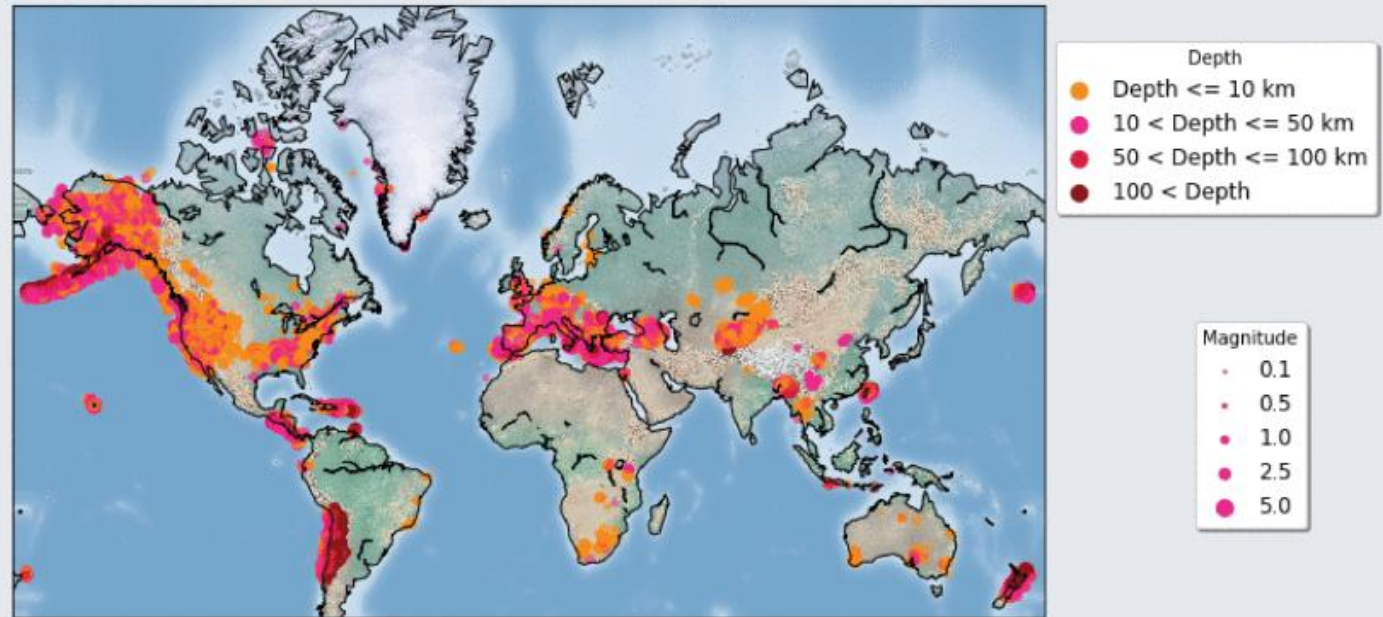 Depth
Depth <= 10 km
10 < Depth <= 50 km
50 < Depth <= 100 km
100 < Depth
Magnitude
0.1
0.5
1.0
2.5
5.0